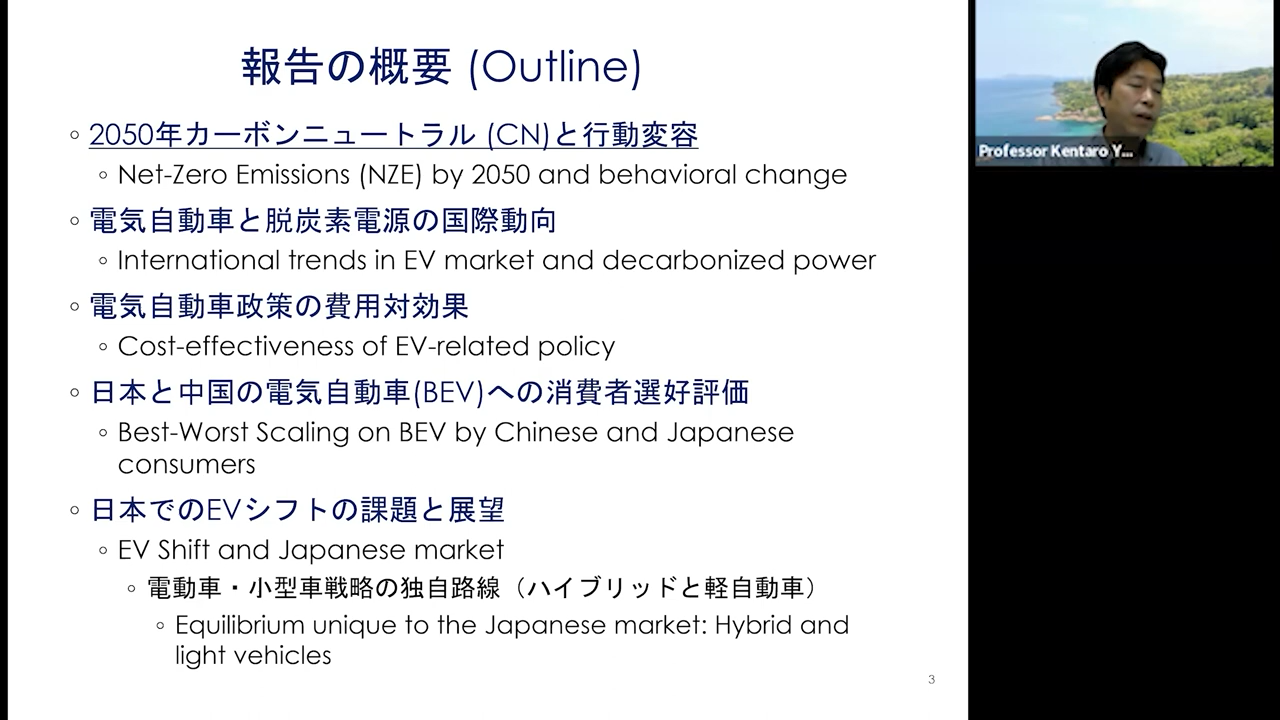 報告の概要 (Outline)
◦ 2050年カーボンニュートラル (CN)と行動変容
◦ Net-Zero Emissions (NZE) by 2050 and behavioral change
◦ 電気自動車と脱炭素電源の国際動向
◦ International trends in EV market and decarbonized power
◦ 電気自動車政策の費用対効果
◦ Cost-effectiveness of EV-related policy
◦ 日本と中国の電気自動車(BEV)への消費者選好評価
◦ Best-Worst Scaling on BEV by Chinese and Japanese
consumers
◦ 日本でのEVシフトの課題と展望
◦ EV Shift and Japanese market
◦ 電動車・小型車戦略の独自路線（ハイブリッドと軽自動車）
◦ Equilibrium unique to the Japanese market: Hybrid and
light vehicles
3
Professor Kentaro Y...